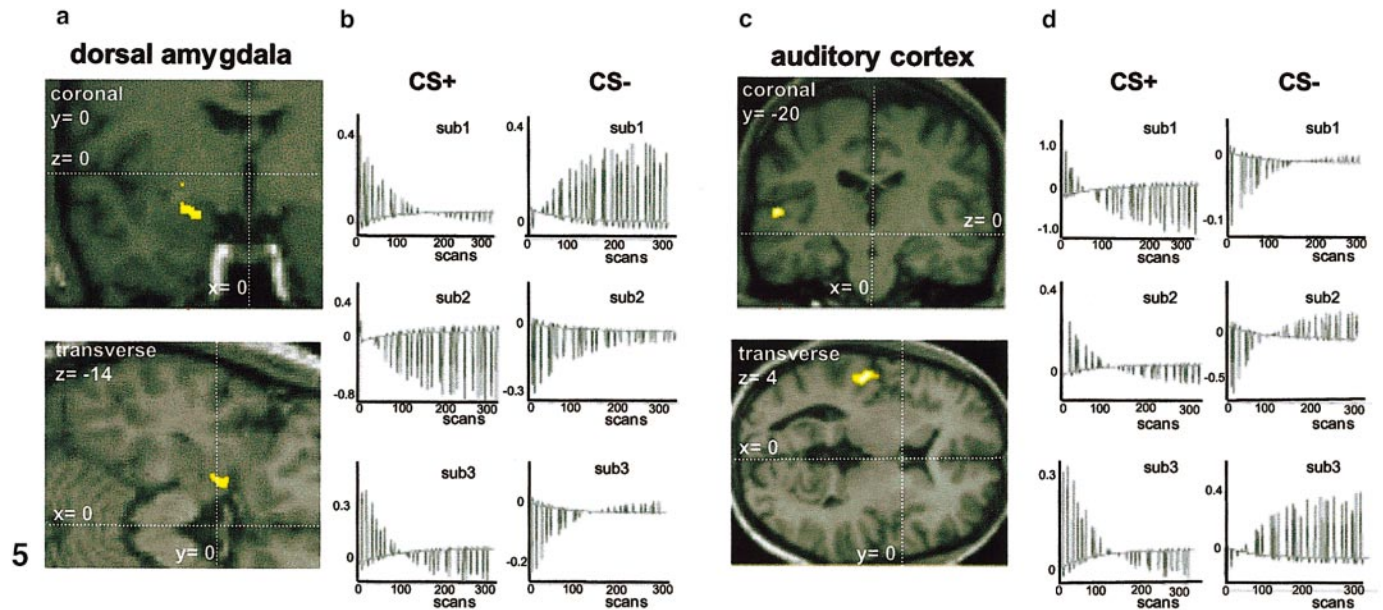 a
dorsal amygdala
coronal
y= 0
z= 0
x= 0
transverse
z= -14
x= 0
y= 0
5
b
CS+
CS-
sub1
0.4
0
0 100 200 300
scans
sub1
0.4
0
0 100 200 300
scans
sub2
0.4
0
-0.8
0 100 200 300
scans
sub2
0
-0.3
0 100 200 300
scans
sub3
0.3
0
0 100 200 300
scans
sub3
0
-0.2
0 100 200 300
scans
c
auditory cortex
coronal
y= -20
z= 0
x= 0
transverse
z= 4
x= 0
y= 0
d
CS+
CS-
sub1
1.0
0
-1.0
0 100 200 300
scans
sub1
0
-0.1
0 100 200 300
scans
sub2
0.4
0
0 100 200 300
scans
sub2
0
-0.5
0 100 200 300
scans
sub3
0.3
0
0 100 200 300
scans
sub3
0.4
0
0 100 200 300
scans